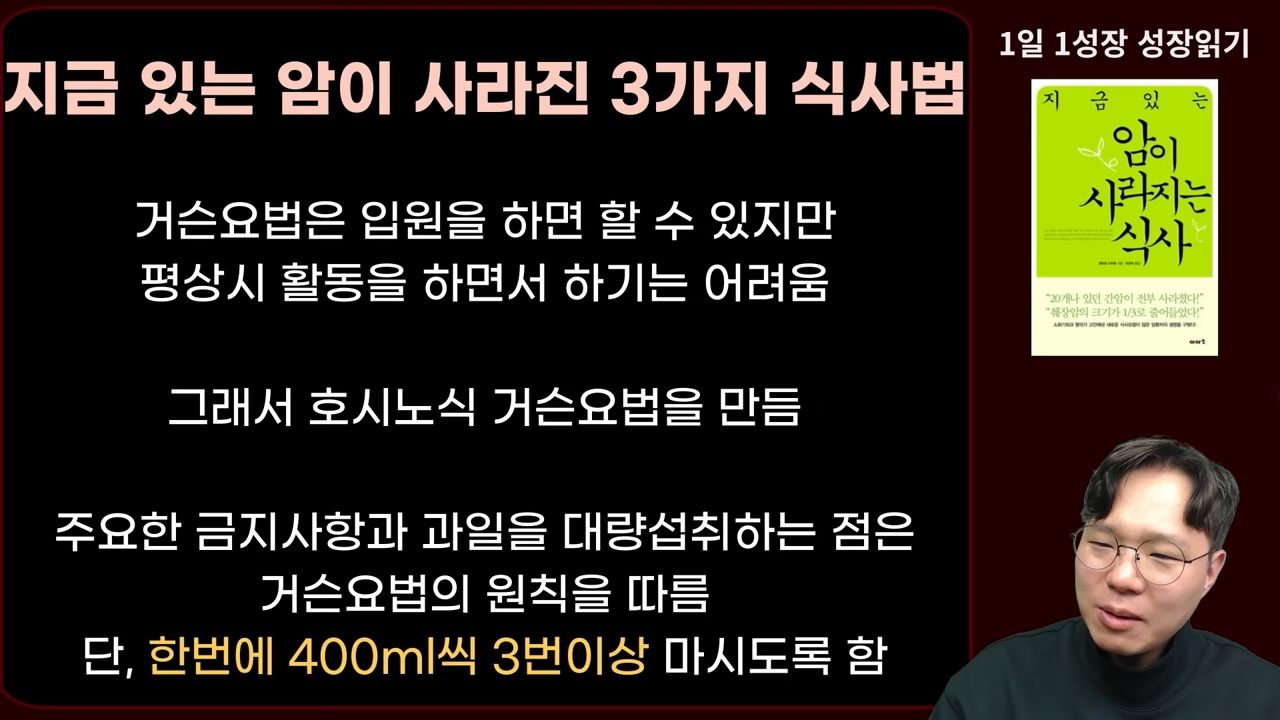 지금 있는 암이 사라진 3가지 식사법
거슨요법은 입원을 하면 할 수 있지만
평상시 활동을 하면서 하기는 어려움
그래서 호시노식 거슨요법을 만듬
주요한 금지사항과 과일을 대량섭취하는 점은
거슨요법의 원칙을 따름
단, 한번에 400ml씩 3번이상 마시도록 함
1일 1성장 성장읽기
지금 있는
암이
사라지는
식사
“20개나 있던 간암이 전부 사라졌다!”
“췌장암의 크기가 1/3로 줄어들었다!”